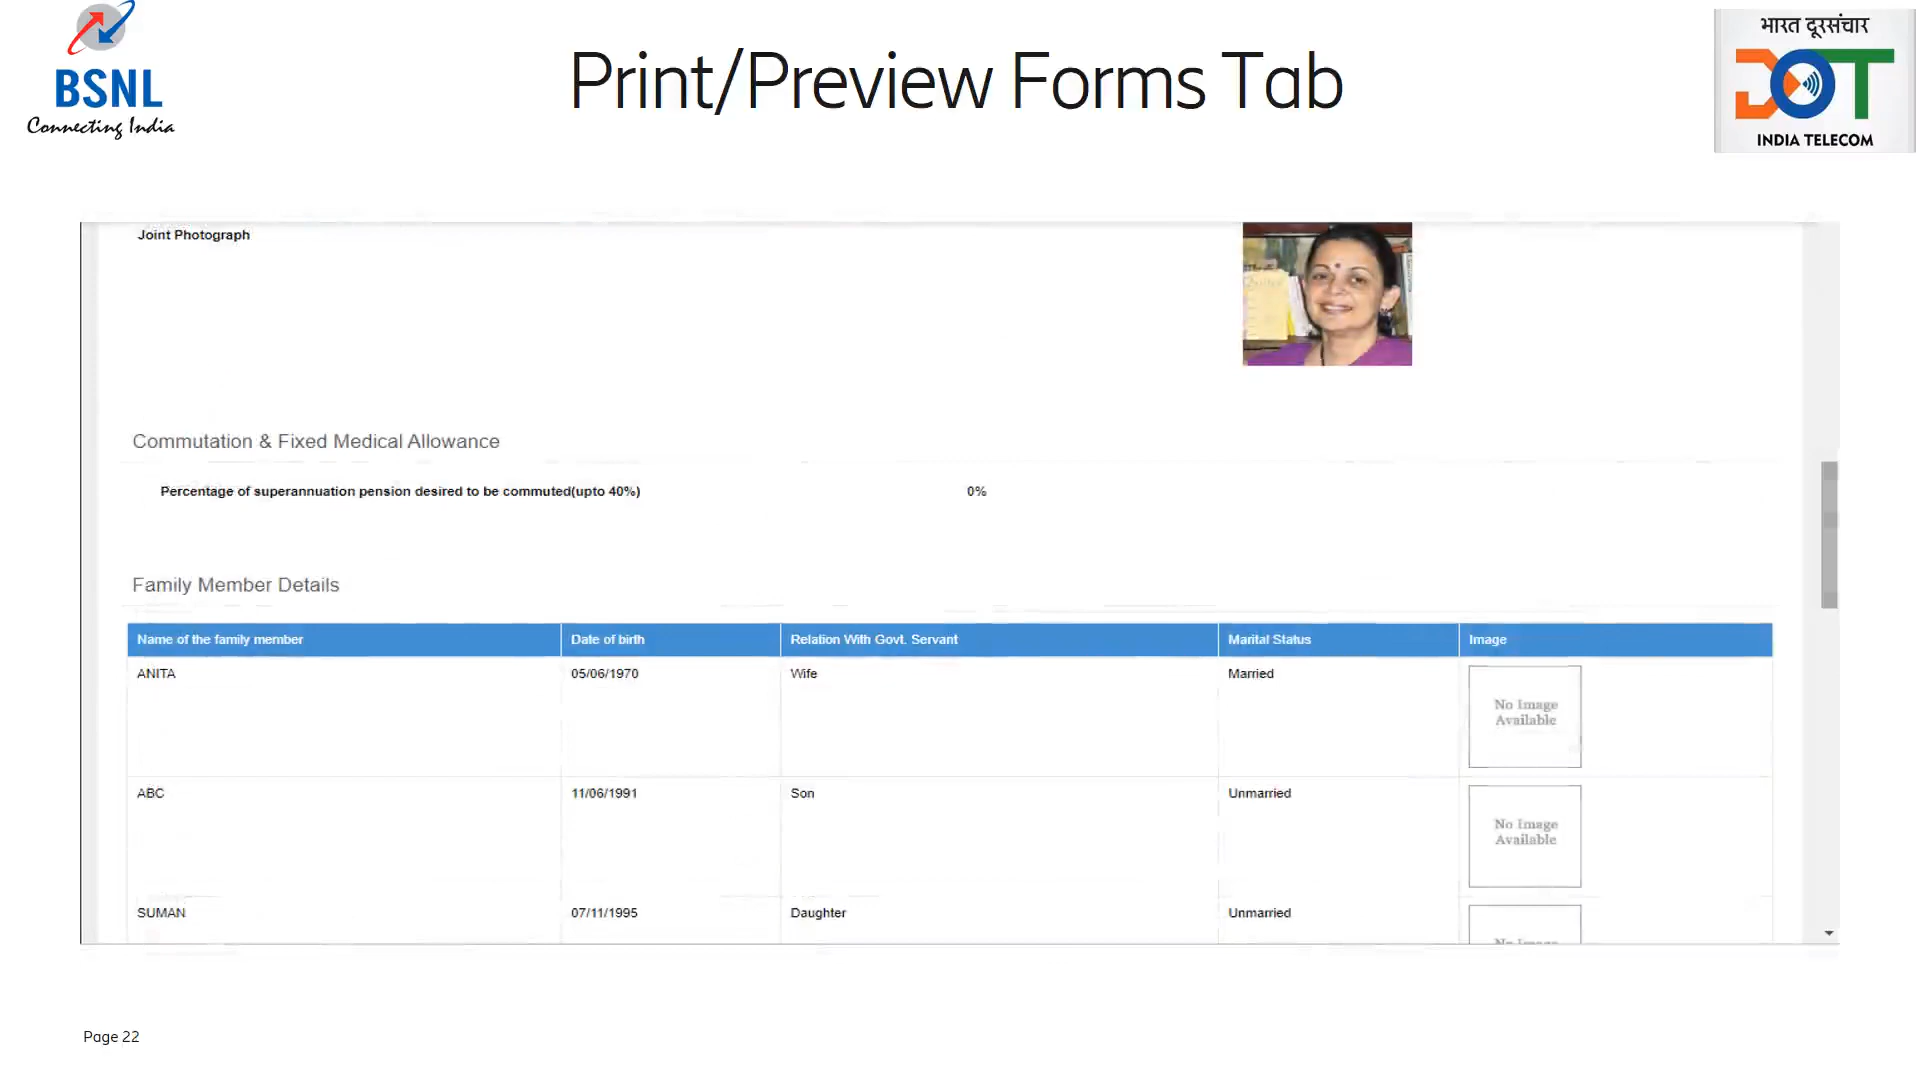 BSNL
Connecting India
Print/Preview Forms Tab
भारत दूरसंचार
DOT
INDIA TELECOM
Joint Photograph
Commutation & Fixed Medical Allowance
Percentage of superannuation pension desired to be commuted(upto 40%) 0%
Family Member Details
Name of the family member Date of birth Relation With Govt. Servant Marital Status Image
ANITA 05/06/1970 Wife Married No Image Available
ABC 11/06/1991 Son Unmarried No Image Available
SUMAN 07/11/1995 Daughter Unmarried
Page 22